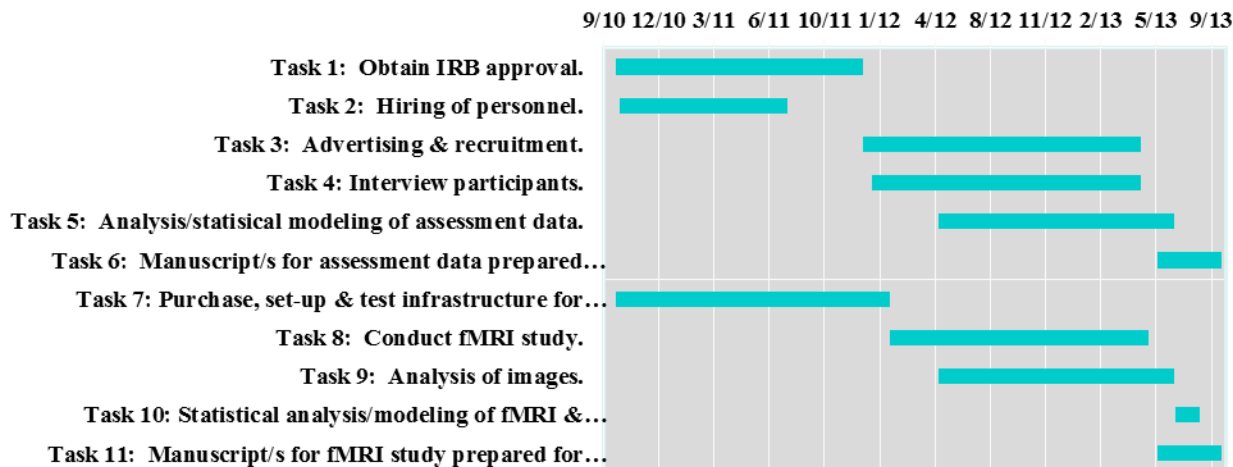 9/10 12/10 3/11 6/11 10/11 1/12 4/12 8/12 11/12 2/13 5/13 9/13
Task 1: Obtain IRB approval.
Task 2: Hiring of personnel.
Task 3: Advertising & recruitment.
Task 4: Interview participants.
Task 5: Analysis/statisical modeling of assessment data.
Task 6: Manuscript/s for assessment data prepared…
Task 7: Purchase, set-up & test infrastructure for…
Task 8: Conduct fMRI study.
Task 9: Analysis of images.
Task 10: Statistical analysis/modeling of fMRI &…
Task 11: Manuscript/s for fMRI study prepared for…